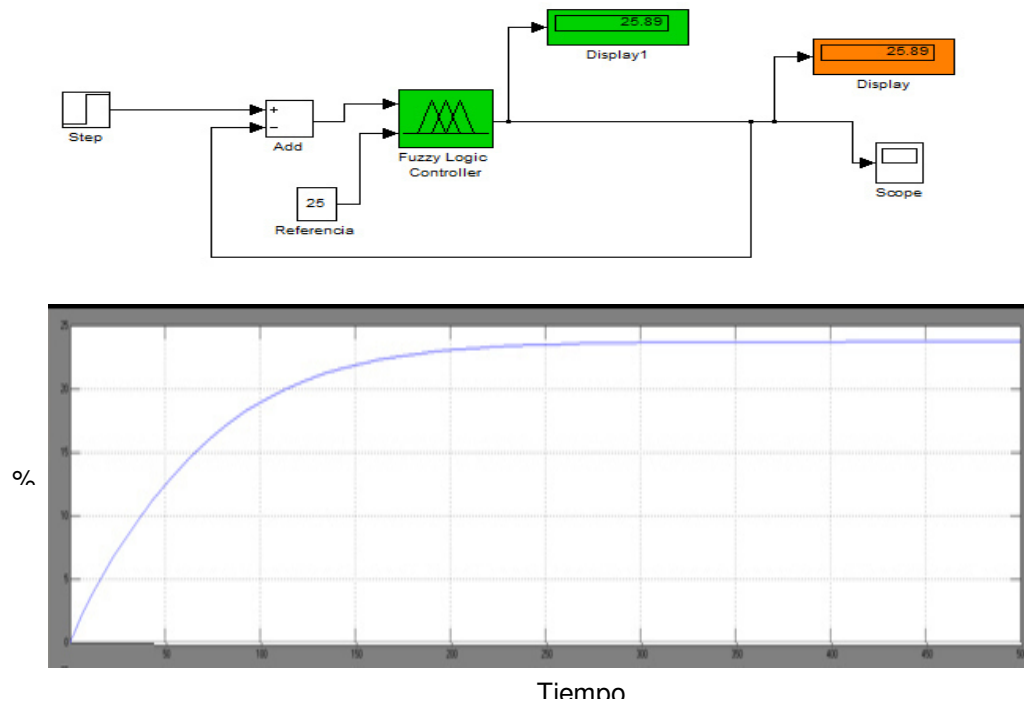 25.89
Display1
25.89
Display
Step
+
−
Add
Fuzzy Logic
Controller
Scope
25
Referencia
25
20
15
10
5
0
%
50
100
150
200
250
300
350
400
450
Tiempo